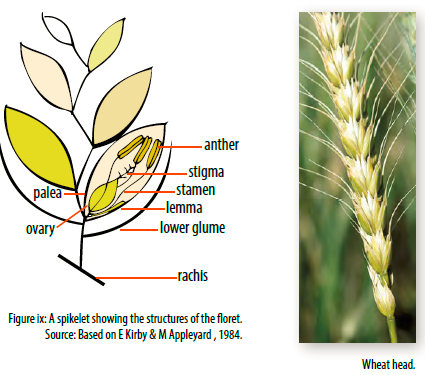 anther
stigma
palea
stamen
lemma
ovary
lower glume
rachis
Figure ix: A spikelet showing the structures of the floret.
Source: Based on E Kirby & M Appleyard , 1984.
Wheat head.